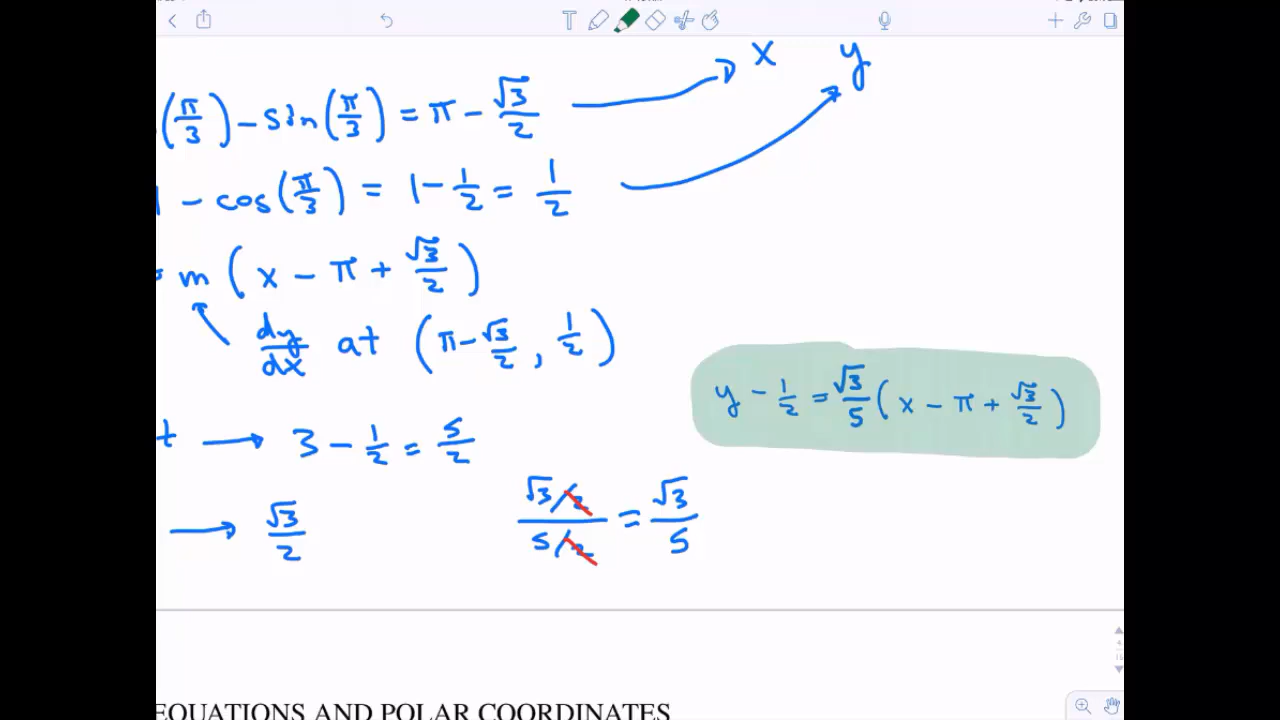 x y
(π/3) - sin(π/3) = π - √3/2
1 - cos(π/3) = 1 - 1/2 = 1/2
m (x - π + √3/2)
dy/dx at (π - √3/2, 1/2)
y - 1/2 = √3/5 (x - π + √3/2)
t → 3 - 1/2 = 5/2
→ √3/2
√3/2 / 5/2 = √3/5
EQUATIONS AND POLAR COORDINATES